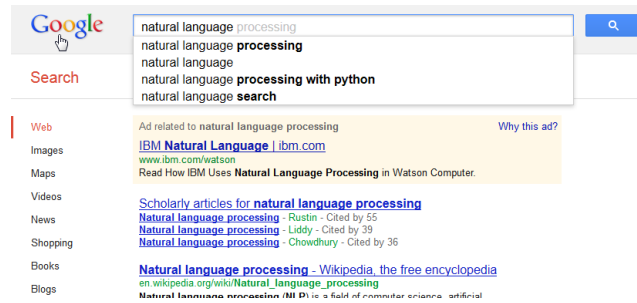 Google
natural language processing
natural language processing
natural language
natural language processing with python
natural language search
Search
Web
Images
Maps
Videos
News
Shopping
Books
Blogs
Ad related to natural language processing Why this ad?
IBM Natural Language | ibm.com
www.ibm.com/watson
Read How IBM Uses Natural Language Processing in Watson Computer.
Scholarly articles for natural language processing
Natural language processing - Rustin - Cited by 55
Natural language processing - Liddy - Cited by 39
Natural language processing - Chowdhury - Cited by 36
Natural language processing - Wikipedia, the free encyclopedia
en.wikipedia.org/wiki/Natural_language_processing
Natural language processing (NLP) is a field of computer science, artificial